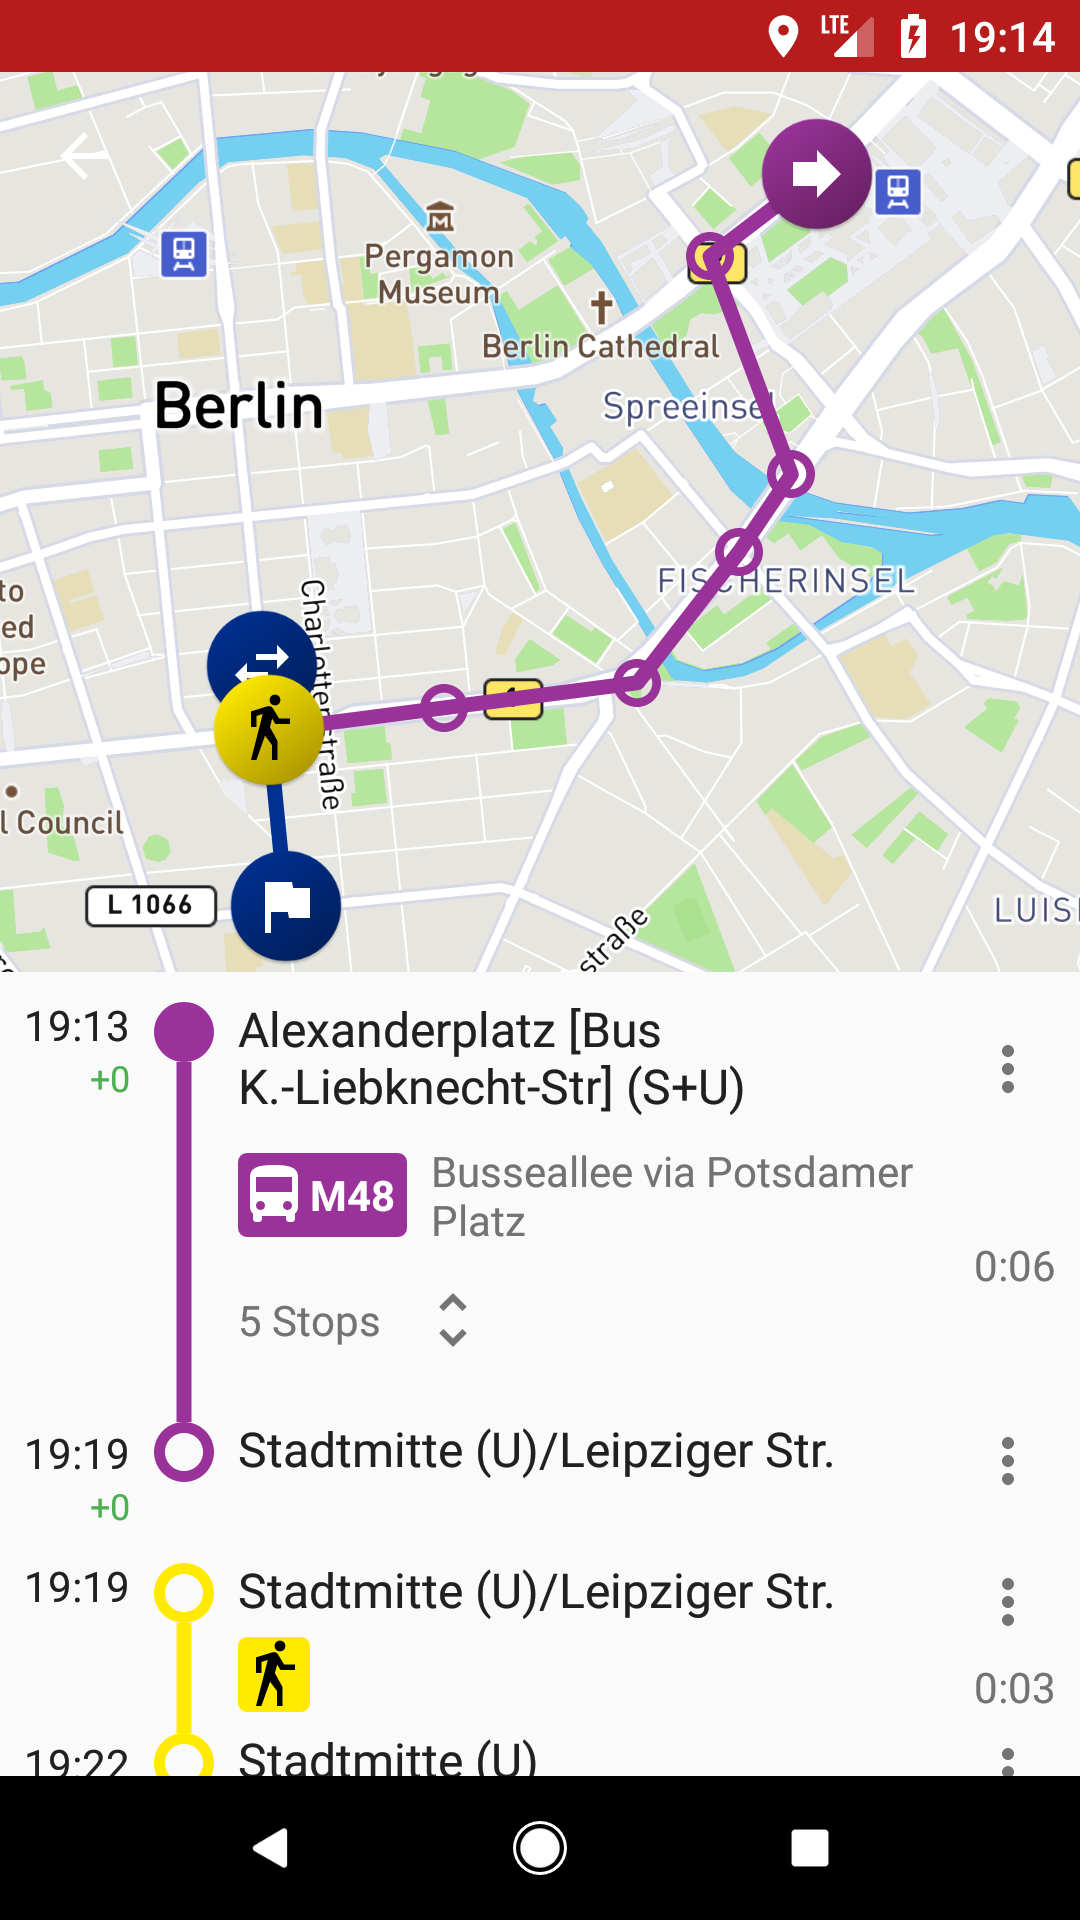 LTE 19:14
Pergamon
Museum
Berlin Cathedral
Berlin
Spreeinsel
FISCHERINSEL
to
ed
ope
Charlottenstraße
1
l Council
L 1066
straße
LUIS
19:13 Alexanderplatz [Bus
+0 K.-Liebknecht-Str] (S+U)
M48 Busseallee via Potsdamer
Platz
0:06
5 Stops
19:19 Stadtmitte (U)/Leipziger Str.
+0
19:19 Stadtmitte (U)/Leipziger Str.
0:03
19:22 Stadtmitte (U)